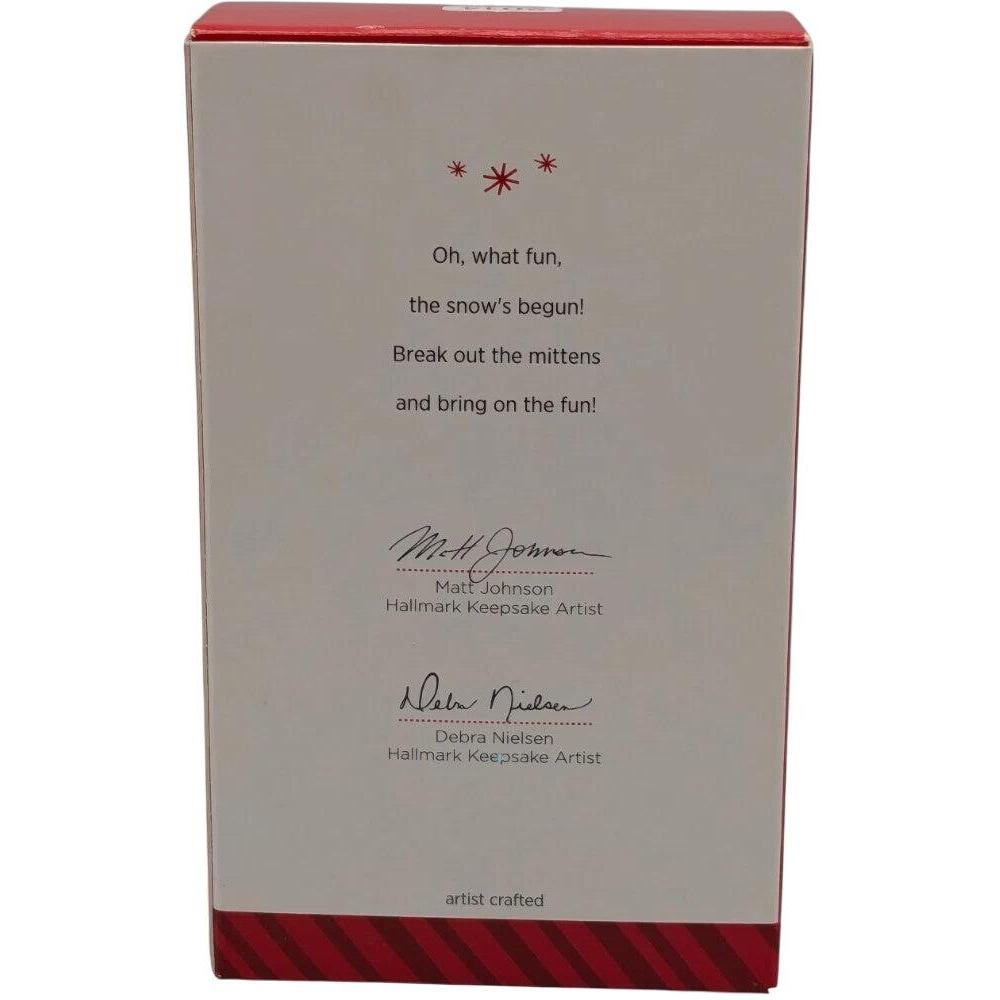 Oh, what fun,
the snow's begun!
Break out the mittens
and bring on the fun!
Matt Johnson
Matt Johnson
Hallmark Keepsake Artist
Debra Nielsen
Debra Nielsen
Hallmark Keepsake Artist
artist crafted